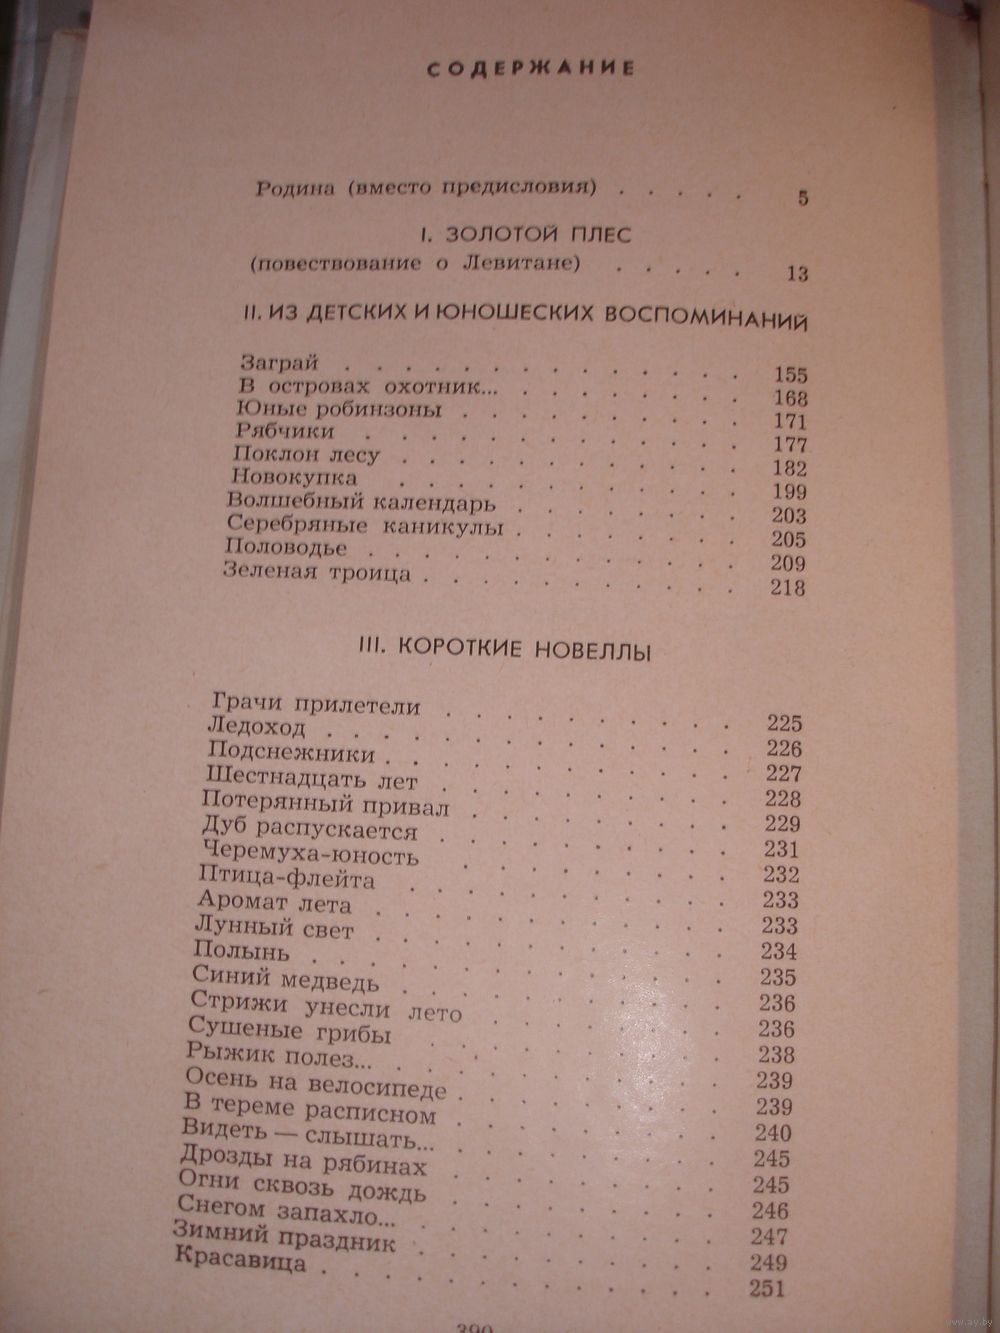 СОДЕРЖАНИЕ
Родина (вместо предисловия) . . . . . 5
I. ЗОЛОТОЙ ПЛЕС
(повествование о Левитане) . . . . . 13
II. ИЗ ДЕТСКИХ И ЮНОШЕСКИХ ВОСПОМИНАНИЙ
Заграй . . . . . 155
В островах охотник... . . . . . 168
Юные робинзоны . . . . . 171
Рябчики . . . . . 177
Поклон лесу . . . . . 182
Новокупка . . . . . 199
Волшебный календарь . . . . . 203
Серебряные каникулы . . . . . 205
Половодье . . . . . 209
Зеленая троица . . . . . 218
III. КОРОТКИЕ НОВЕЛЛЫ
Грачи прилетели . . . . . 225
Ледоход . . . . . 226
Подснежники . . . . . 227
Шестнадцать лет . . . . . 228
Потерянный привал . . . . . 229
Дуб распускается . . . . . 231
Черемуха-юность . . . . . 232
Птица-флейта . . . . . 233
Аромат лета . . . . . 233
Лунный свет . . . . . 234
Полынь . . . . . 235
Синий медведь . . . . . 236
Стрижи унесли лето . . . . . 236
Сушеные грибы . . . . . 238
Рыжик полез... . . . . . 239
Осень на велосипеде . . . . . 239
В тереме расписном . . . . . 240
Видеть — слышать... . . . . . 245
Дрозды на рябинах . . . . . 245
Огни сквозь дождь . . . . . 246
Снегом запахло... . . . . . 247
Зимний праздник . . . . . 249
Красавица . . . . . 251
390
www.ay.by